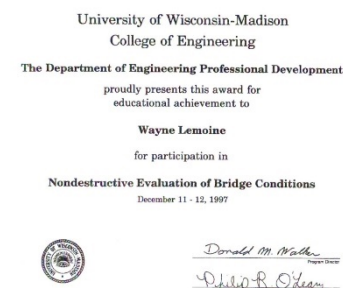 University of Wisconsin-Madison
College of Engineering
The Department of Engineering Professional Development
proudly presents this award for
educational achievement to
Wayne Lemoine
for participation in
Nondestructive Evaluation of Bridge Conditions
December 11 - 12, 1997
Donald M. Walker
Program Director
Philip R. O'Leary